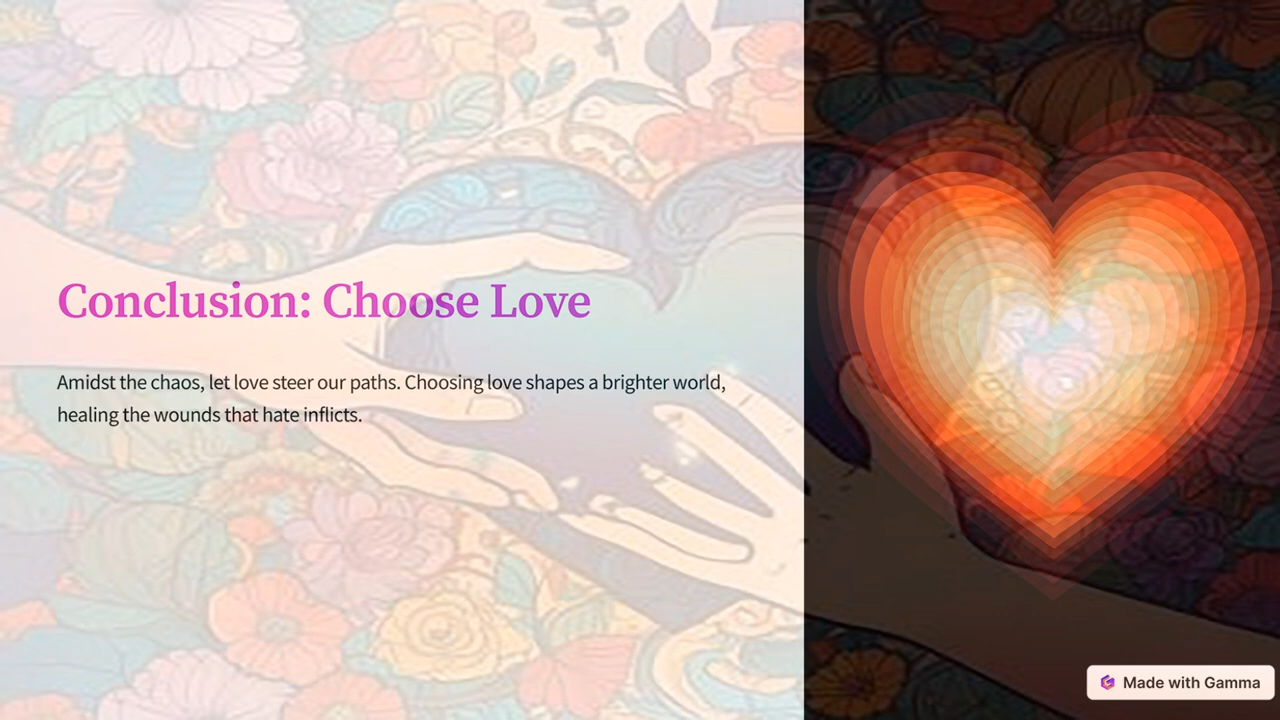 Conclusion: Choose Love
Amidst the chaos, let love steer our paths. Choosing love shapes a brighter world,
healing the wounds that hate inflicts.
Made with Gamma